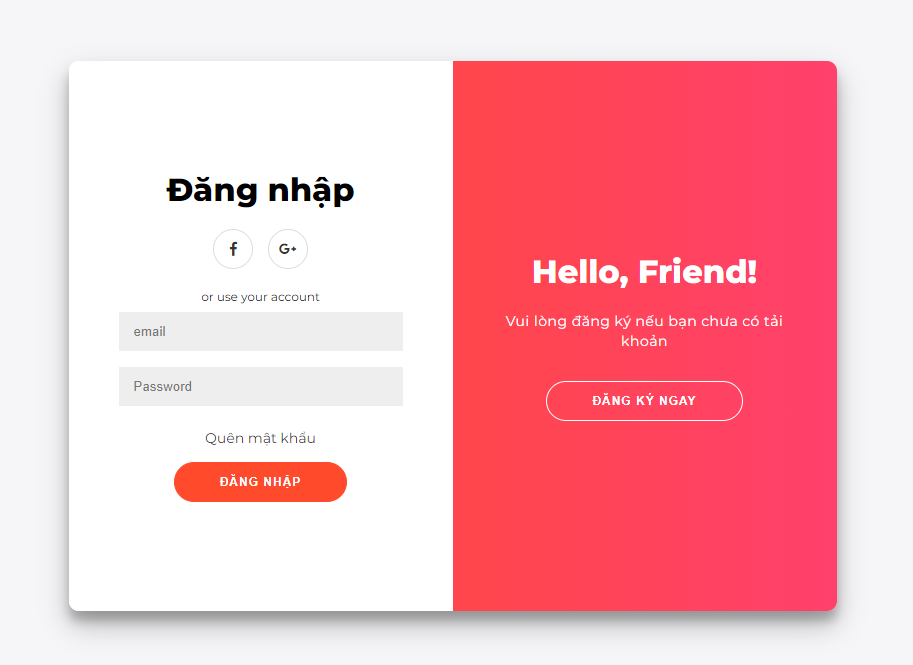 Đăng nhập
f G+
or use your account
email
Password
Quên mật khẩu
ĐĂNG NHẬP
Hello, Friend!
Vui lòng đăng ký nếu bạn chưa có tải
khoản
ĐĂNG KÝ NGAY